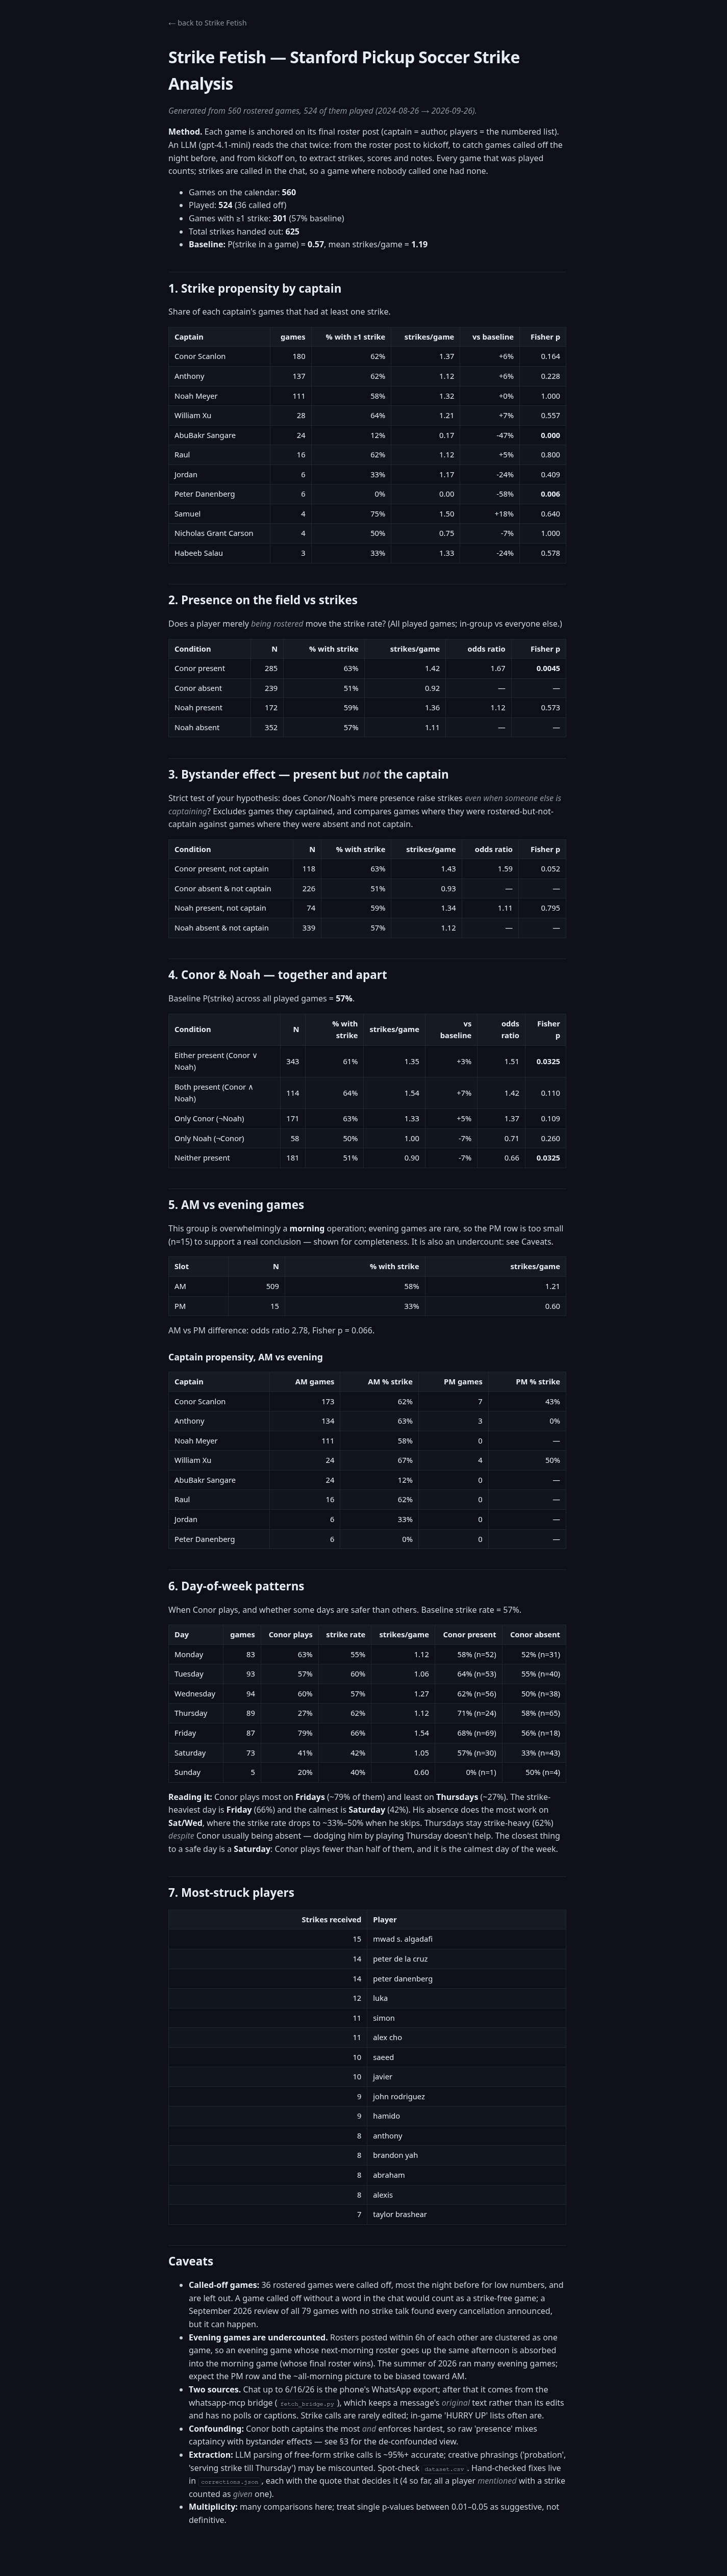 ← back to Strike Fetish
Strike Fetish — Stanford Pickup Soccer Strike
Analysis
Generated from 560 rostered games, 524 of them played (2024-08-26 → 2026-09-26).
Method. Each game is anchored on its final roster post (captain = author, players = the numbered list).
An LLM (gpt-4.1-mini) reads the chat twice: from the roster post to kickoff, to catch games called off the
night before, and from kickoff on, to extract strikes, scores and notes. Every game that was played
counts; strikes are called in the chat, so a game where nobody called one had none.
• Games on the calendar: 560
• Played: 524 (36 called off)
• Games with ≥1 strike: 301 (57% baseline)
• Total strikes handed out: 625
• Baseline: P(strike in a game) = 0.57, mean strikes/game = 1.19
1. Strike propensity by captain
Share of each captain's games that had at least one strike.
Captain games % with ≥1 strike strikes/game vs baseline Fisher p
Conor Scanlon 180 62% 1.37 +6% 0.164
Anthony 137 62% 1.12 +6% 0.228
Noah Meyer 111 58% 1.32 +0% 1.000
William Xu 28 64% 1.21 +7% 0.557
AbuBakr Sangare 24 12% 0.17 -47% 0.000
Raul 16 62% 1.12 +5% 0.800
Jordan 6 33% 1.17 -24% 0.409
Peter Danenberg 6 0% 0.00 -58% 0.006
Samuel 4 75% 1.50 +18% 0.640
Nicholas Grant Carson 4 50% 0.75 -7% 1.000
Habeeb Salau 3 33% 1.33 -24% 0.578
2. Presence on the field vs strikes
Does a player merely being rostered move the strike rate? (All played games; in-group vs everyone else.)
Condition N % with strike strikes/game odds ratio Fisher p
Conor present 285 63% 1.42 1.67 0.0045
Conor absent 239 51% 0.92 — —
Noah present 172 59% 1.36 1.12 0.573
Noah absent 352 57% 1.11 — —
3. Bystander effect — present but not the captain
Strict test of your hypothesis: does Conor/Noah's mere presence raise strikes even when someone else is
captaining? Excludes games they captained, and compares games where they were rostered-but-not-
captain against games where they were absent and not captain.
Condition N % with strike strikes/game odds ratio Fisher p
Conor present, not captain 118 63% 1.43 1.59 0.052
Conor absent & not captain 226 51% 0.93 — —
Noah present, not captain 74 59% 1.34 1.11 0.795
Noah absent & not captain 339 57% 1.12 — —
4. Conor & Noah — together and apart
Baseline P(strike) across all played games = 57%.
Condition N % with strike strikes/game vs baseline odds ratio Fisher p
Either present (Conor ∨ Noah) 343 61% 1.35 +3% 1.51 0.0325
Both present (Conor ∧ Noah) 114 64% 1.54 +7% 1.42 0.110
Only Conor (¬Noah) 171 63% 1.33 +5% 1.37 0.109
Only Noah (¬Conor) 58 50% 1.00 -7% 0.71 0.260
Neither present 181 51% 0.90 -7% 0.66 0.0325
5. AM vs evening games
This group is overwhelmingly a morning operation; evening games are rare, so the PM row is too small
(n=15) to support a real conclusion — shown for completeness. It is also an undercount: see Caveats.
Slot N % with strike strikes/game
AM 509 58% 1.21
PM 15 33% 0.60
AM vs PM difference: odds ratio 2.78, Fisher p = 0.066.
Captain propensity, AM vs evening
Captain AM games AM % strike PM games PM % strike
Conor Scanlon 173 62% 7 43%
Anthony 134 63% 3 0%
Noah Meyer 111 58% 0 —
William Xu 24 67% 4 50%
AbuBakr Sangare 24 12% 0 —
Raul 16 62% 0 —
Jordan 6 33% 0 —
Peter Danenberg 6 0% 0 —
6. Day-of-week patterns
When Conor plays, and whether some days are safer than others. Baseline strike rate = 57%.
Day games Conor plays strike rate strikes/game Conor present Conor absent
Monday 83 63% 55% 1.12 58% (n=52) 52% (n=31)
Tuesday 93 57% 60% 1.06 64% (n=53) 55% (n=40)
Wednesday 94 60% 57% 1.27 62% (n=56) 50% (n=38)
Thursday 89 27% 62% 1.12 71% (n=24) 58% (n=65)
Friday 87 79% 66% 1.54 68% (n=69) 56% (n=18)
Saturday 73 41% 42% 1.05 57% (n=30) 33% (n=43)
Sunday 5 20% 40% 0.60 0% (n=1) 50% (n=4)
Reading it: Conor plays most on Fridays (~79% of them) and least on Thursdays (~27%). The strike-
heaviest day is Friday (66%) and the calmest is Saturday (42%). His absence does the most work on
Sat/Wed, where the strike rate drops to ~33%–50% when he skips. Thursdays stay strike-heavy (62%)
despite Conor usually being absent — dodging him by playing Thursday doesn't help. The closest thing
to a safe day is a Saturday: Conor plays fewer than half of them, and it is the calmest day of the week.
7. Most-struck players
Strikes received Player
15 mwad s. algadafi
14 peter de la cruz
14 peter danenberg
12 luka
11 simon
11 alex cho
10 saeed
10 javier
9 john rodriguez
9 hamido
8 anthony
8 brandon yah
8 abraham
8 alexis
7 taylor brashear
Caveats
• Called-off games: 36 rostered games were called off, most the night before for low numbers, and
are left out. A game called off without a word in the chat would count as a strike-free game; a
September 2026 review of all 79 games with no strike talk found every cancellation announced,
but it can happen.
• Evening games are undercounted. Rosters posted within 6h of each other are clustered as one
game, so an evening game whose next-morning roster goes up the same afternoon is absorbed
into the morning game (whose final roster wins). The summer of 2026 ran many evening games;
expect the PM row and the ~all-morning picture to be biased toward AM.
• Two sources. Chat up to 6/16/26 is the phone's WhatsApp export; after that it comes from the
whatsapp-mcp bridge ( fetch_bridge.py ), which keeps a message's original text rather than its edits
and has no polls or captions. Strike calls are rarely edited; in-game 'HURRY UP' lists often are.
• Confounding: Conor both captains the most and enforces hardest, so raw 'presence' mixes
captaincy with bystander effects — see §3 for the de-confounded view.
• Extraction: LLM parsing of free-form strike calls is ~95%+ accurate; creative phrasings ('probation',
'serving strike till Thursday') may be miscounted. Spot-check dataset.csv . Hand-checked fixes live
in corrections.json , each with the quote that decides it (4 so far, all a player mentioned with a strike
counted as given one).
• Multiplicity: many comparisons here; treat single p-values between 0.01–0.05 as suggestive, not
definitive.